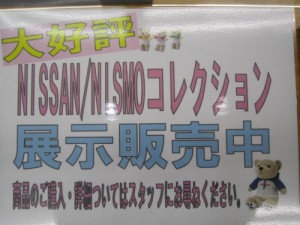 大好評
NISSAN/NISMOコレクション
展示販売中
商品のご購入・詳細ついてはスタッフにお尋ねください。